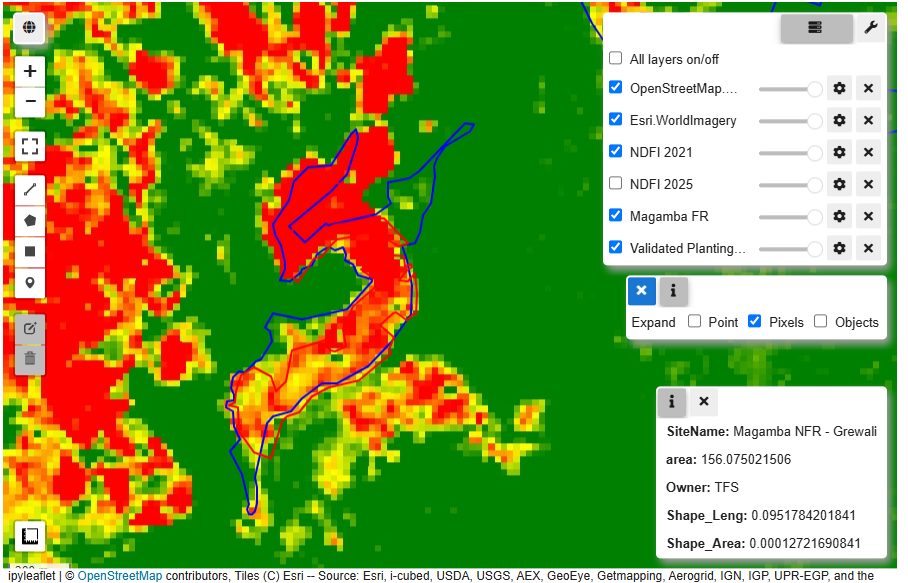 +
−
All layers on/off
OpenStreetMap....
Esri.WorldImagery
NDFI 2021
NDFI 2025
Magamba FR
Validated Planting...
Expand Point Pixels Objects
SiteName: Magamba NFR - Grewali
area: 156.075021506
Owner: TFS
Shape_Leng: 0.0951784201841
Shape_Area: 0.00012721690841
ipyleaflet | © OpenStreetMap contributors, Tiles (C) Esri -- Source: Esri, i-cubed, USDA, USGS, AEX, GeoEye, Getmapping, Aerogrid, IGN, IGP, UPR-EGP, and the